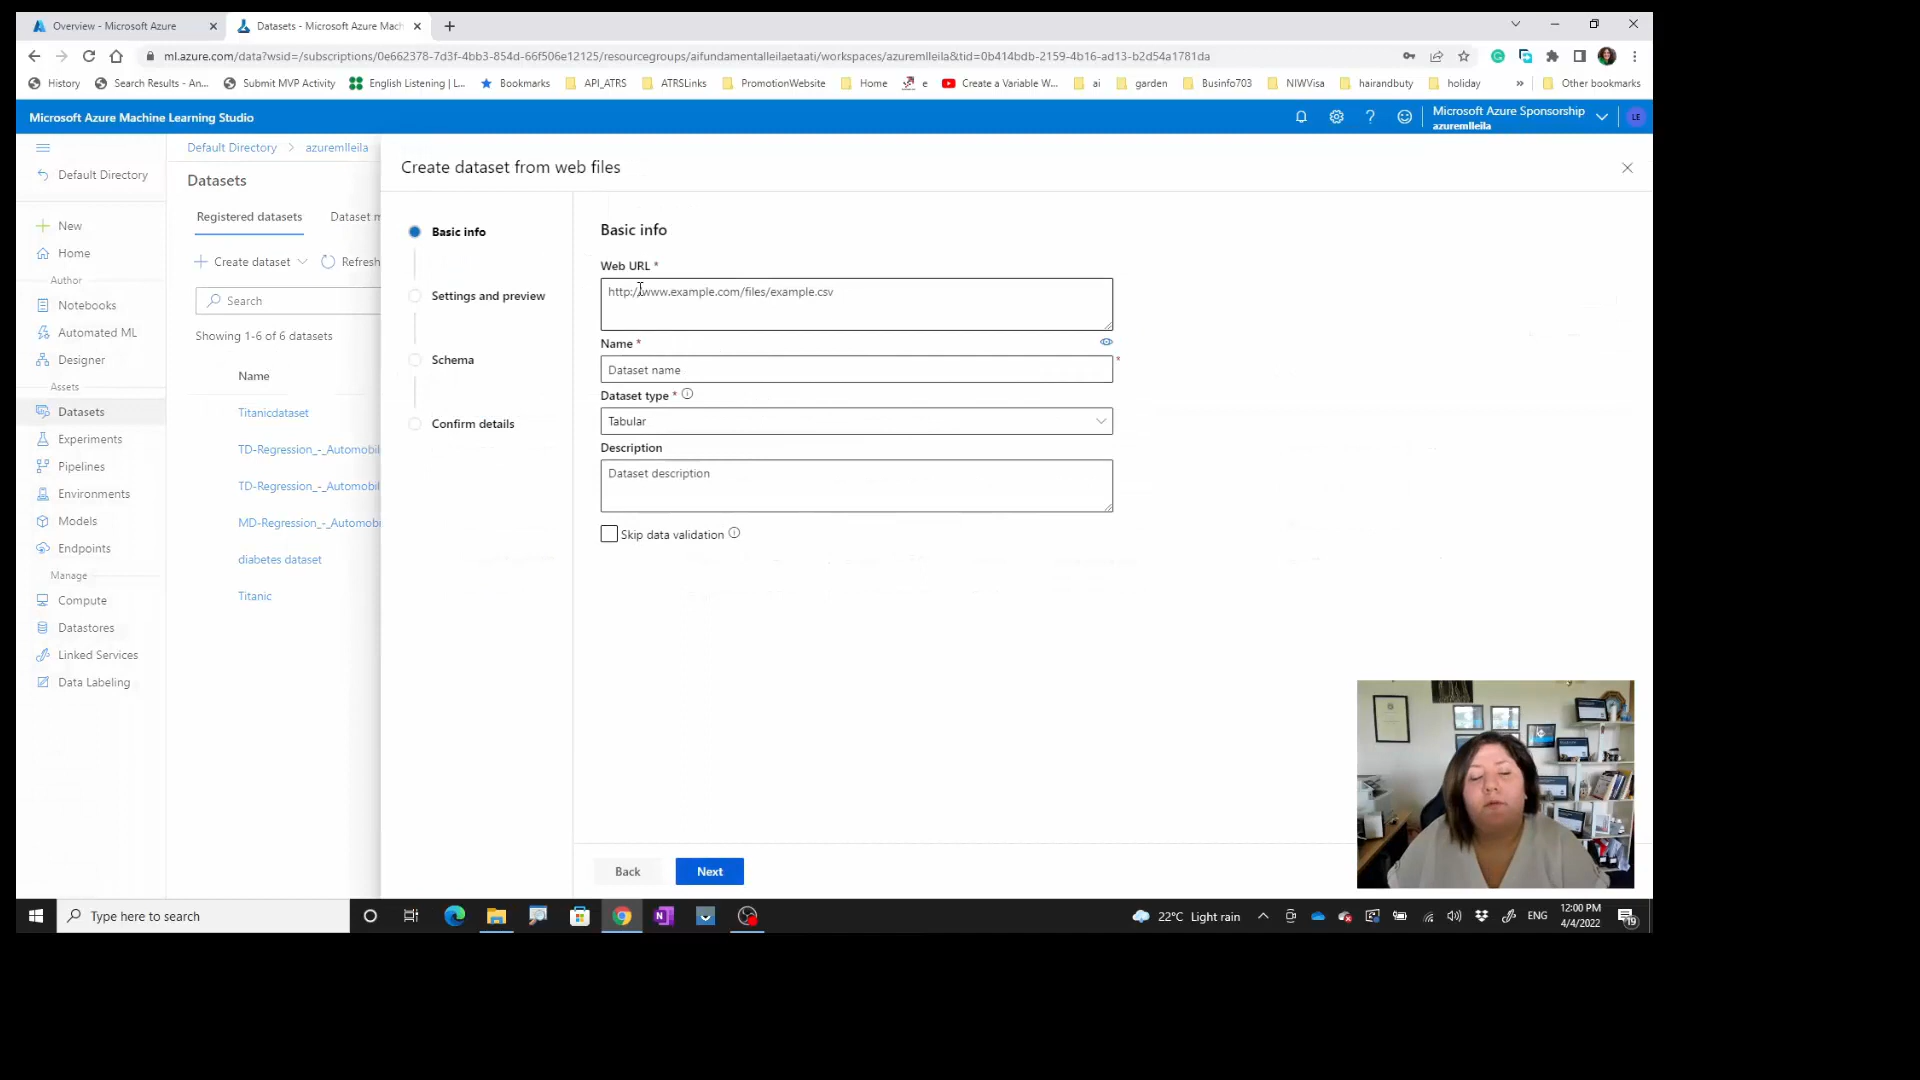 Overview - Microsoft Azure
Datasets - Microsoft Azure Mach
ml.azure.com/data?wsid=/subscriptions/0e662378-7d3f-4bb3-854d-66f506e12125/resourcegroups/aifundamentalleilaetaati/workspaces/azuremlleila&tid=0b414bdb-2159-4b16-ad13-b2d54a1781da
History
Search Results - An...
Submit MVP Activity
English Listening | L...
Bookmarks
API_ATRS
ATRSLinks
PromotionWebsite
Home
e
Create a Variable W...
ai
garden
Businfo703
NIWVisa
hairandbuty
holiday
»
Other bookmarks
Microsoft Azure Machine Learning Studio
Microsoft Azure Sponsorship
azuremlleila
LE
Default Directory
New
Home
Author
Notebooks
Automated ML
Designer
Assets
Datasets
Experiments
Pipelines
Environments
Models
Endpoints
Manage
Compute
Datastores
Linked Services
Data Labeling
Default Directory > azuremlleila
Datasets
Registered datasets
Dataset m
Create dataset
Refresh
Search
Showing 1-6 of 6 datasets
Name
Titanicdataset
TD-Regression_-_Automobil
TD-Regression_-_Automobil
MD-Regression_-_Automob
diabetes dataset
Titanic
Create dataset from web files
Basic info
Settings and preview
Schema
Confirm details
Basic info
Web URL *
http://www.example.com/files/example.csv
Name *
Dataset name
*
Dataset type *
Tabular
Description
Dataset description
Skip data validation
Back
Next
Type here to search
22°C Light rain
ENG
12:00 PM
4/4/2022
19